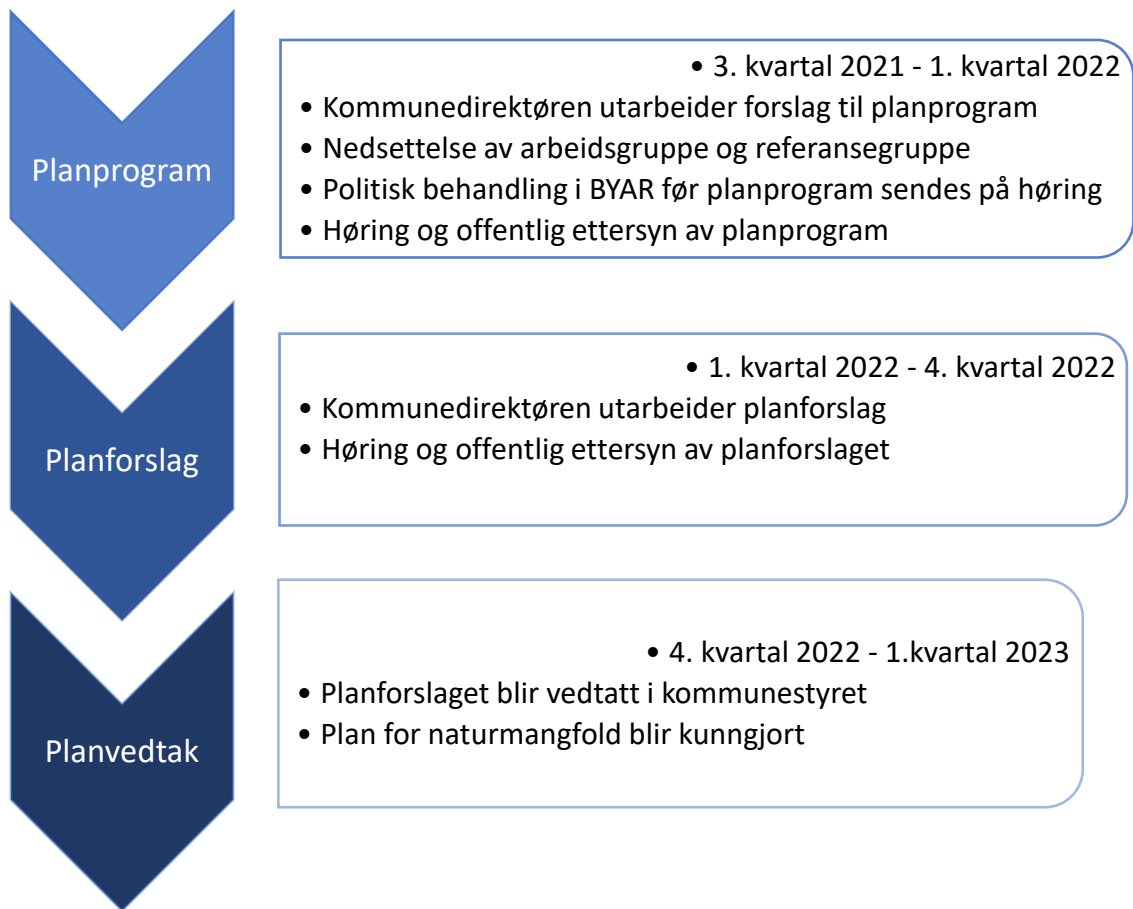 Planprogram
• 3. kvartal 2021 - 1. kvartal 2022
• Kommunedirektøren utarbeider forslag til planprogram
• Nedsettelse av arbeidsgruppe og referansegruppe
• Politisk behandling i BYAR før planprogram sendes på høring
• Høring og offentlig ettersyn av planprogram
Planforslag
• 1. kvartal 2022 - 4. kvartal 2022
• Kommunedirektøren utarbeider planforslag
• Høring og offentlig ettersyn av planforslaget
Planvedtak
• 4. kvartal 2022 - 1.kvartal 2023
• Planforslaget blir vedtatt i kommunestyret
• Plan for naturmangfold blir kunngjort